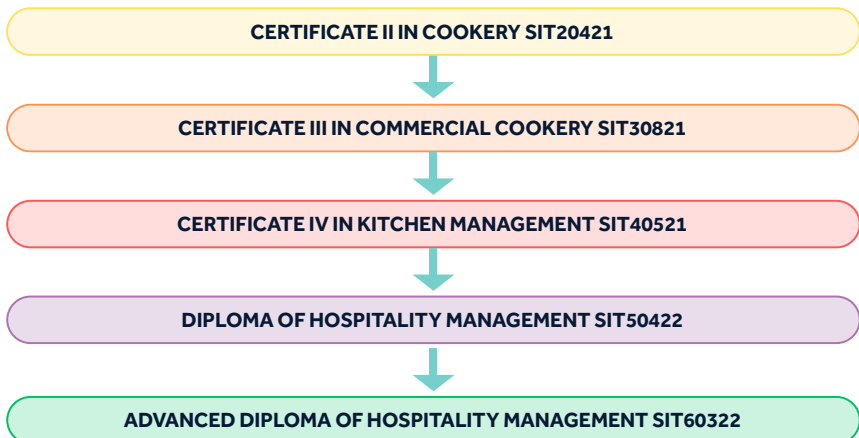 CERTIFICATE II IN COOKERY SIT20421
CERTIFICATE III IN COMMERCIAL COOKERY SIT30821
CERTIFICATE IV IN KITCHEN MANAGEMENT SIT40521
DIPLOMA OF HOSPITALITY MANAGEMENT SIT50422
ADVANCED DIPLOMA OF HOSPITALITY MANAGEMENT SIT60322